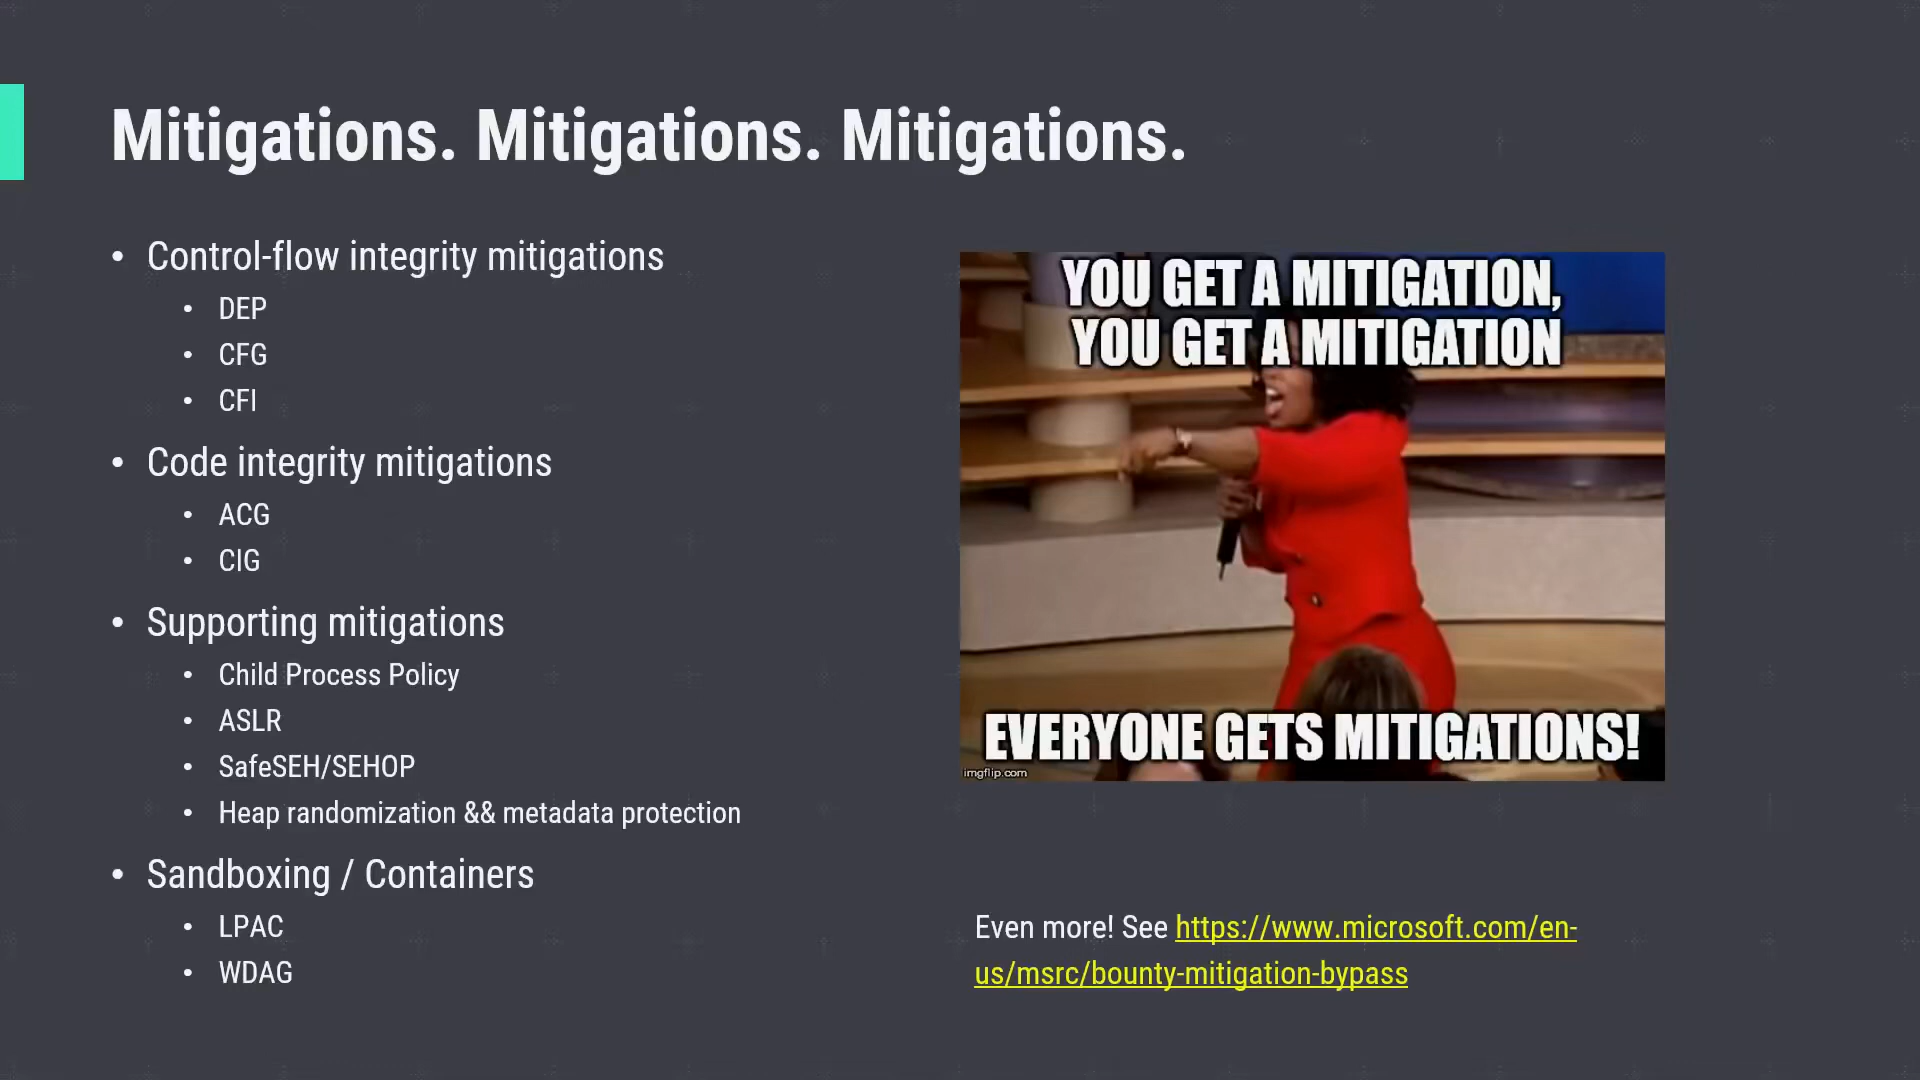 Mitigations. Mitigations. Mitigations.
• Control-flow integrity mitigations
• DEP
• CFG
• CFI
• Code integrity mitigations
• ACG
• CIG
• Supporting mitigations
• Child Process Policy
• ASLR
• SafeSEH/SEHOP
• Heap randomization && metadata protection
• Sandboxing / Containers
• LPAC
• WDAG
YOU GET A MITIGATION,
YOU GET A MITIGATION
EVERYONE GETS MITIGATIONS!
imgflip.com
Even more! See https://www.microsoft.com/en-
us/msrc/bounty-mitigation-bypass